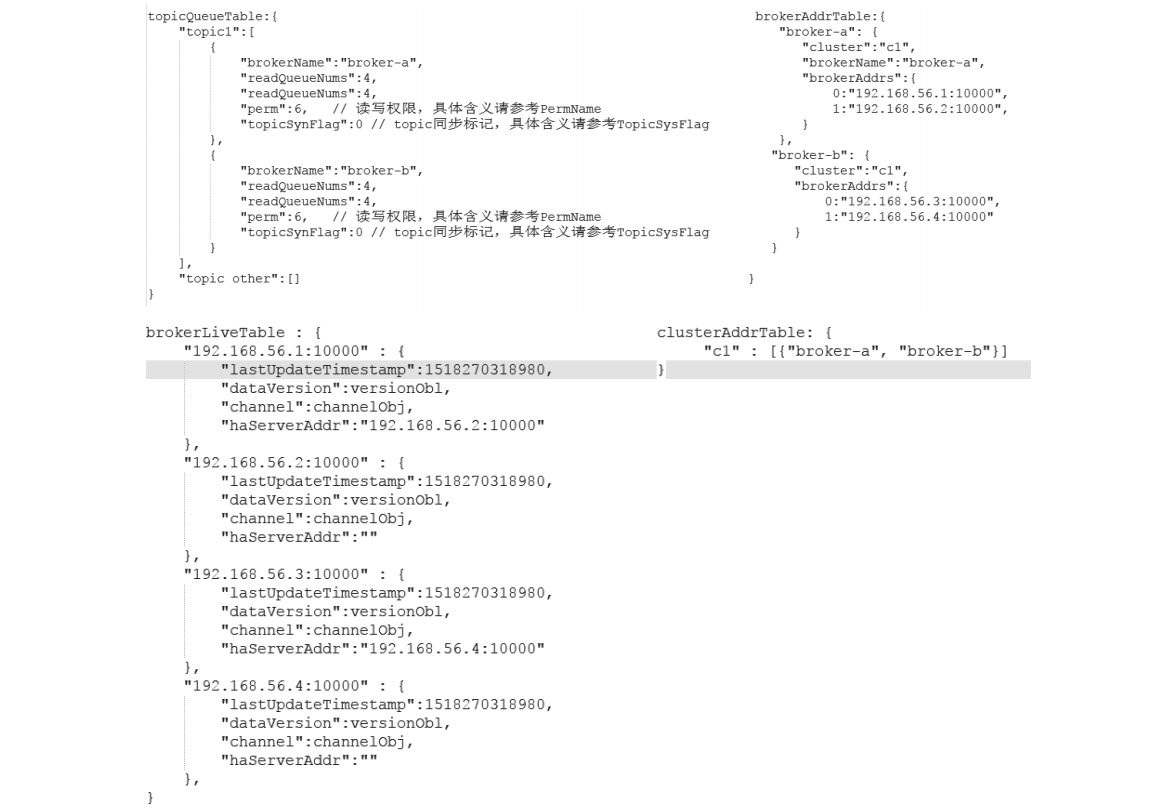 topicQueueTable:{
"topic1":[
{
"brokerName":"broker-a",
"readQueueNums":4,
"readQueueNums":4,
"perm":6, // 读写权限，具体含义请参考PermName
"topicSynFlag":0 // topic同步标记，具体含义请参考TopicSysFlag
},
{
"brokerName":"broker-b",
"readQueueNums":4,
"readQueueNums":4,
"perm":6, // 读写权限，具体含义请参考PermName
"topicSynFlag":0 // topic同步标记，具体含义请参考TopicSysFlag
}
],
"topic other":[]
}
brokerAddrTable:{
"broker-a": {
"cluster":"c1",
"brokerName":"broker-a",
"brokerAddrs":{
0:"192.168.56.1:10000",
1:"192.168.56.2:10000",
}
},
"broker-b": {
"cluster":"c1",
"brokerAddrs":{
0:"192.168.56.3:10000",
1:"192.168.56.4:10000"
}
}
}
brokerLiveTable : {
"192.168.56.1:10000" : {
"lastUpdateTimestamp":1518270318980,
"dataVersion":versionObl,
"channel":channelObj,
"haServerAddr":"192.168.56.2:10000"
},
"192.168.56.2:10000" : {
"lastUpdateTimestamp":1518270318980,
"dataVersion":versionObl,
"channel":channelObj,
"haServerAddr":""
},
"192.168.56.3:10000" : {
"lastUpdateTimestamp":1518270318980,
"dataVersion":versionObl,
"channel":channelObj,
"haServerAddr":"192.168.56.4:10000"
},
"192.168.56.4:10000" : {
"lastUpdateTimestamp":1518270318980,
"dataVersion":versionObl,
"channel":channelObj,
"haServerAddr":""
},
}
clusterAddrTable: {
"c1" : [{"broker-a", "broker-b"}]
}